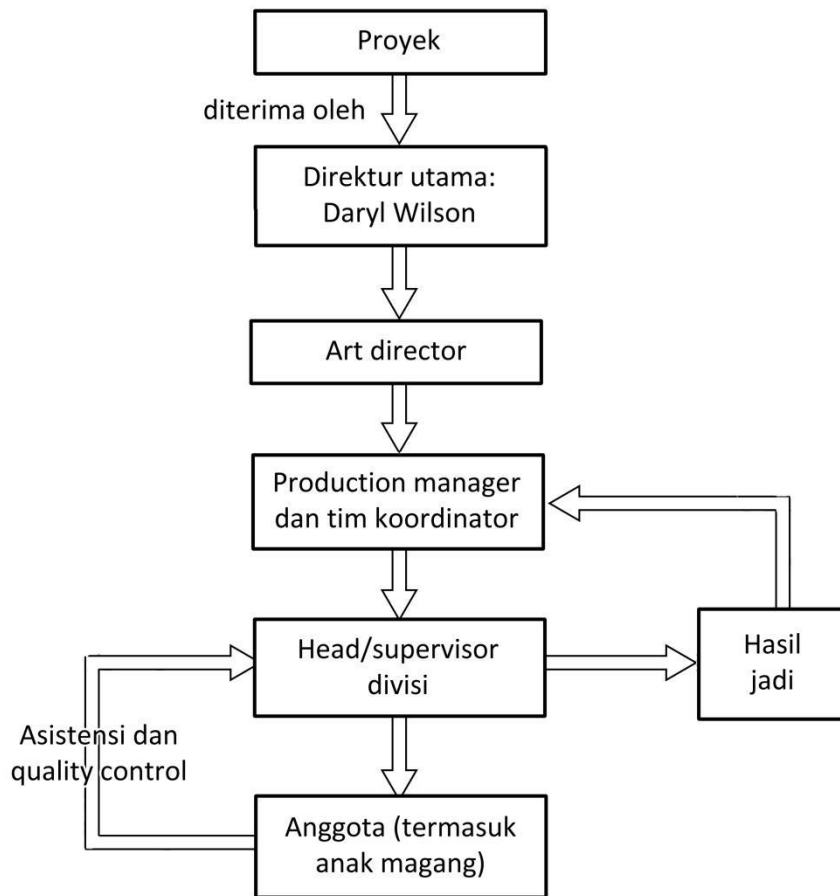 Proyek
diterima oleh
Direktur utama:
Daryl Wilson
Art director
Production manager
dan tim koordinator
Head/supervisor
divisi
Hasil
jadi
Asistensi dan
quality control
Anggota (termasuk
anak magang)